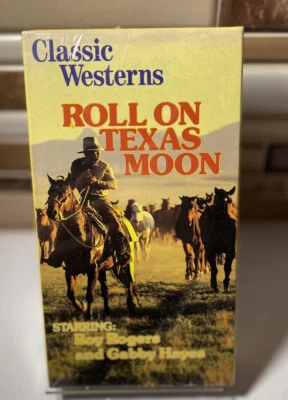 Classic
Westerns
ROLL ON
TEXAS
MOON
STARRING:
Roy Rogers
and Gabby Hayes